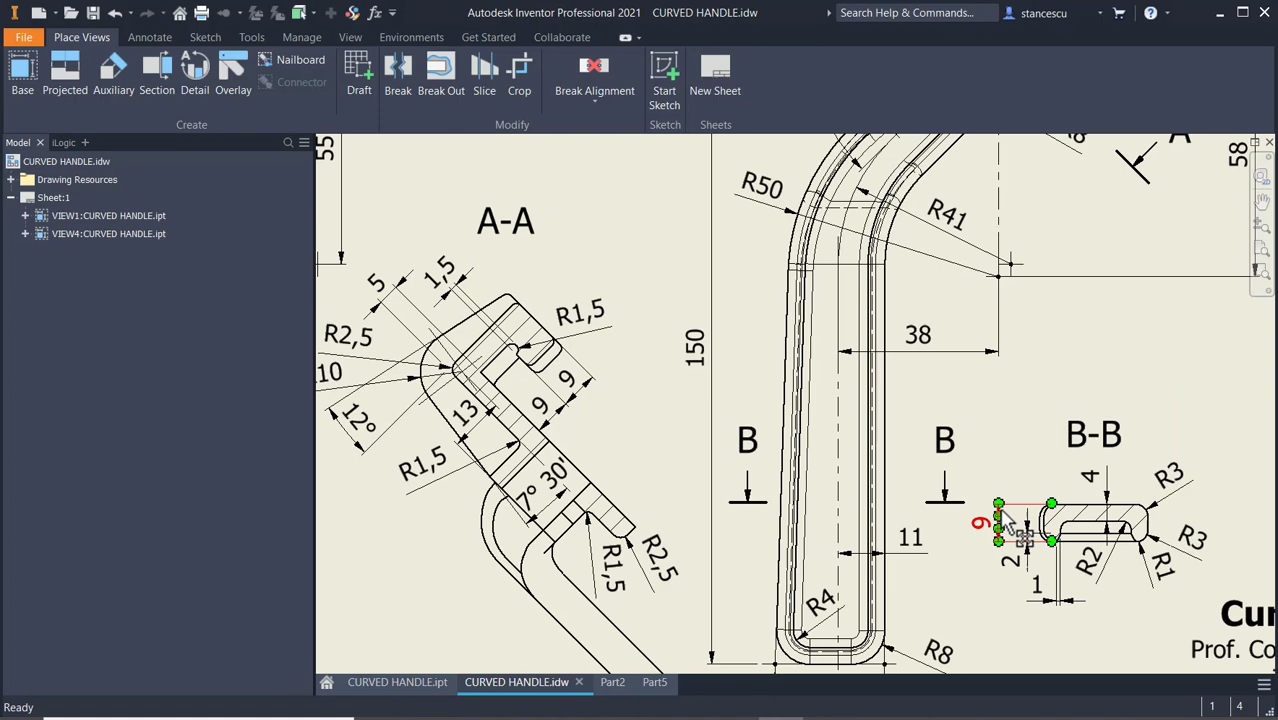 Autodesk Inventor Professional 2021 CURVED HANDLE.idw
Search Help & Commands...
stancescu
File Place Views Annotate Sketch Tools Manage View Environments Get Started Collaborate
Base Projected Auxiliary Section Detail Overlay
Nailboard
Connector
Draft
Break Break Out Slice Crop
Break Alignment
Start
Sketch
New Sheet
Create
Modify
Sketch
Sheets
Model
iLogic
CURVED HANDLE.idw
Drawing Resources
Sheet:1
VIEW1:CURVED HANDLE.ipt
VIEW4:CURVED HANDLE.ipt
55
A
58
R50
R41
A-A
5
1,5
R1,5
R2,5
10
12°
13
9
9
R1,5
7° 30'
R1,5
R2,5
150
38
B
B
B-B
4
R3
9
2
1
R2
R1
R3
11
R4
R8
Cur
Prof. Co
CURVED HANDLE.ipt
CURVED HANDLE.idw
Part2
Part5
Ready
1 4